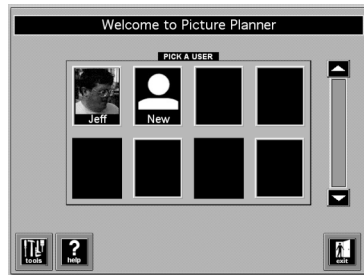 Welcome to Picture Planner
PICK A USER
Jeff
New
tools
?
help
exit